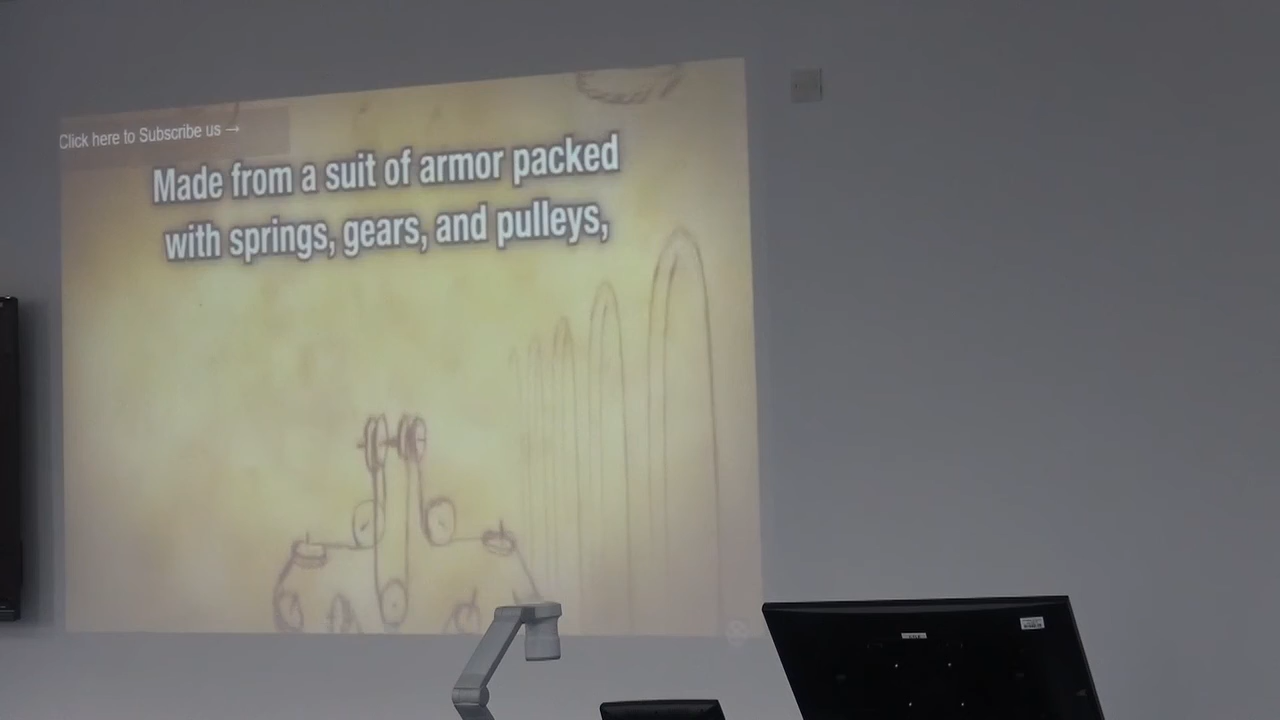 Click here to Subscribe us →
Made from a suit of armor packed
with springs, gears, and pulleys,